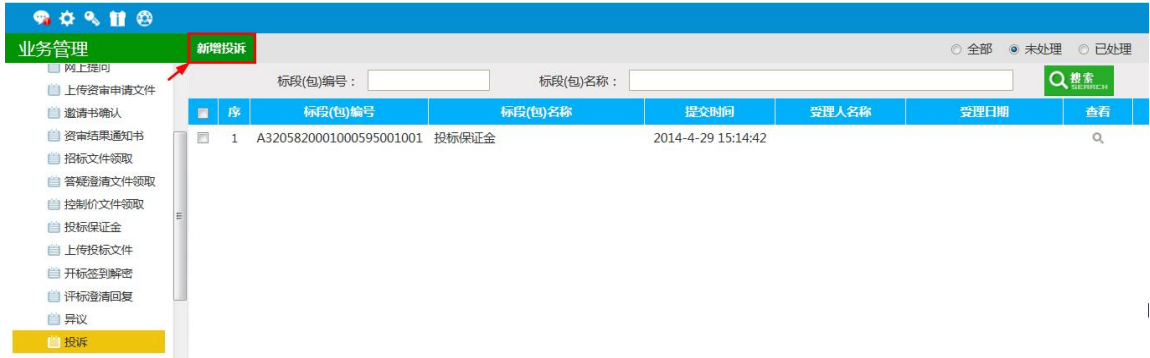 业务管理
新增投诉
全部 未处理 已处理
网上提问
上传资审申请文件
邀请书确认
资审结果通知书
招标文件领取
答疑澄清文件领取
控制价文件领取
投标保证金
上传投标文件
开标签到解密
评标澄清回复
异议
投诉
标段(包)编号： 标段(包)名称： 搜索 SEARCH
序 标段(包)编号 标段(包)名称 提交时间 受理人名称 受理日期 查看
1 A3205820001000595001001 投标保证金 2014-4-29 15:14:42